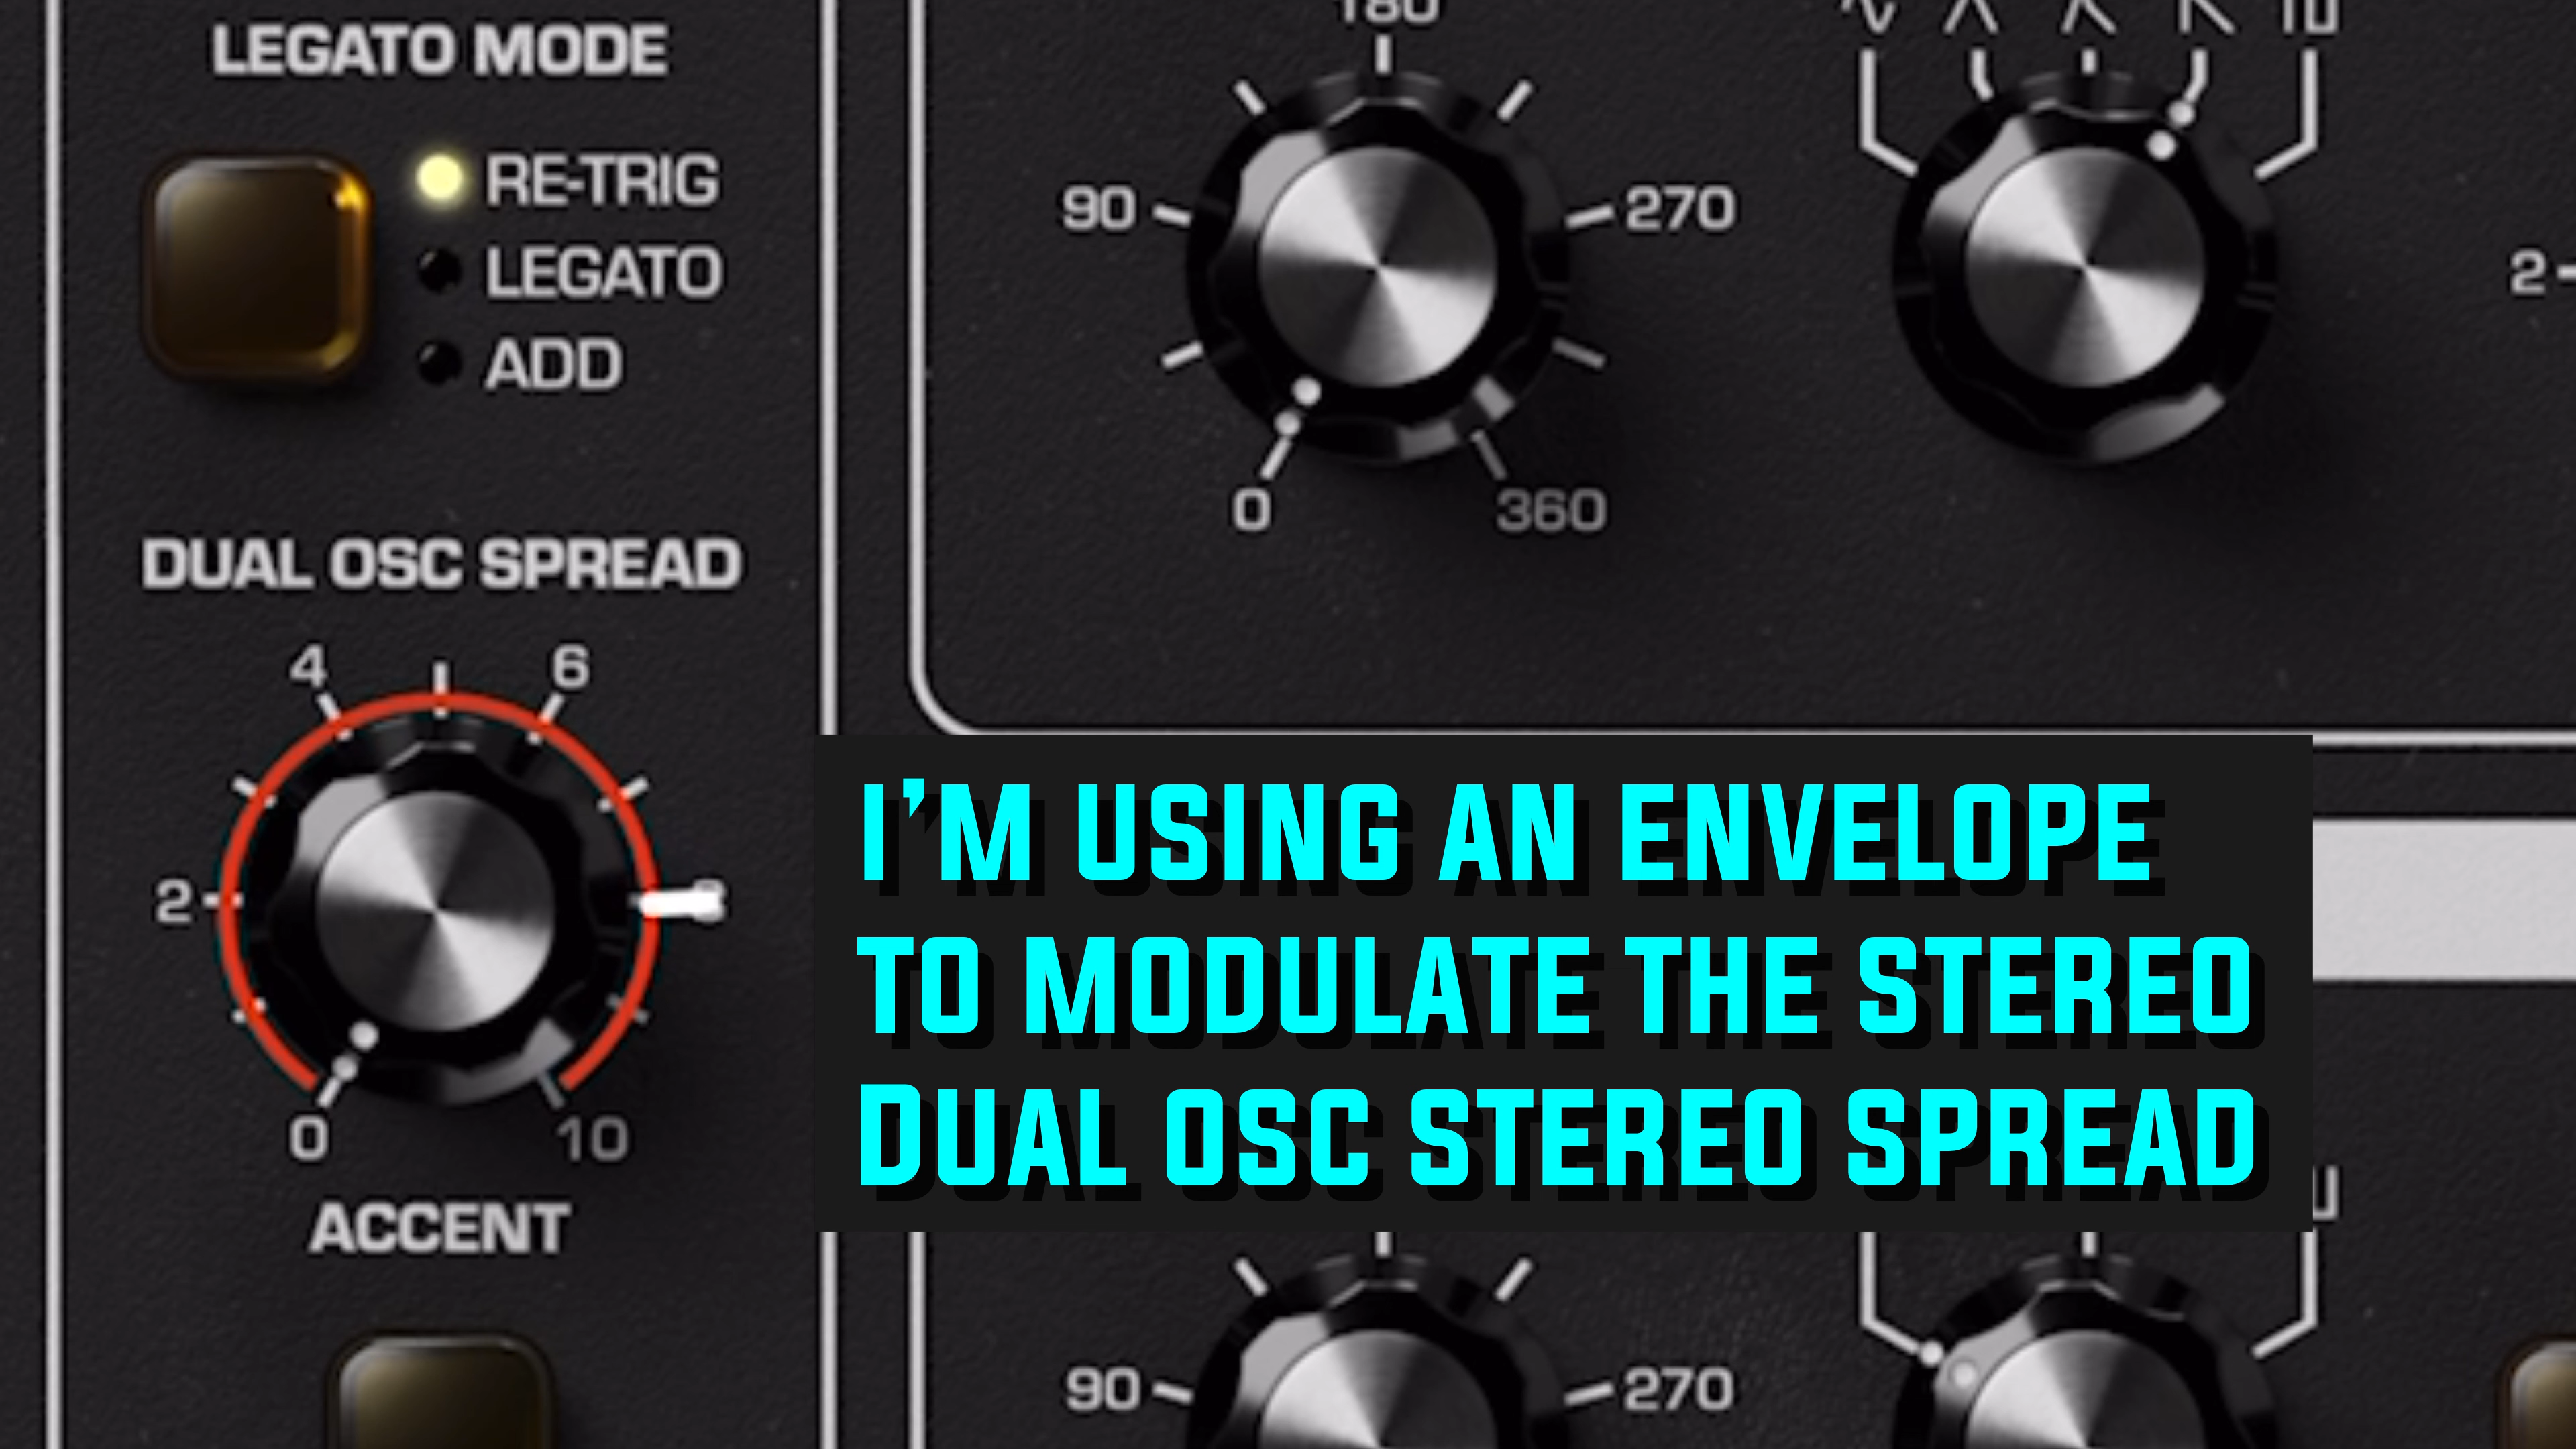 180
LEGATO MODE
RE-TRIG
LEGATO
ADD
90
270
0
360
2
DUAL OSC SPREAD
4
6
2
0
10
ACCENT
I'M USING AN ENVELOPE
TO MODULATE THE STEREO
DUAL OSC STEREO SPREAD
90
270